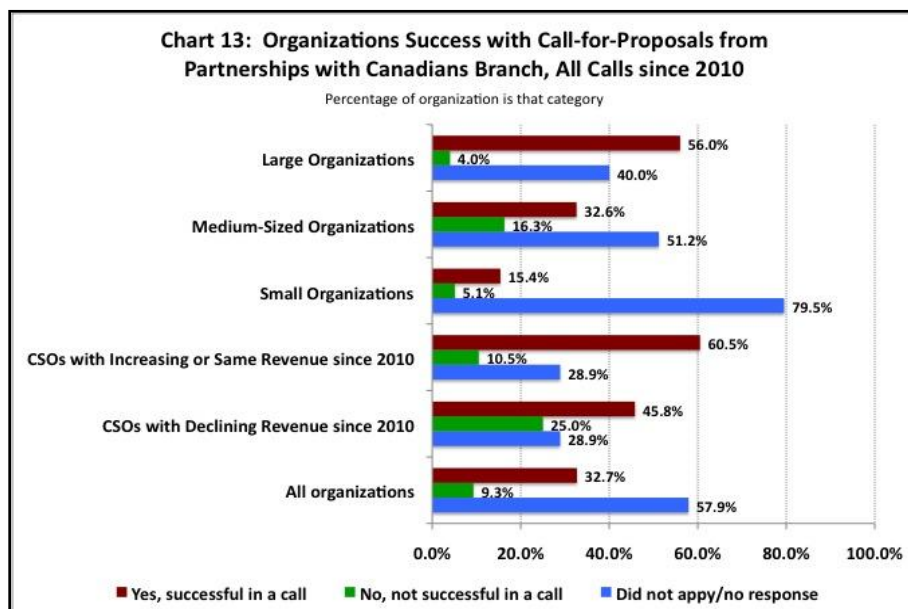 Chart 13: Organizations Success with Call-for-Proposals from
Partnerships with Canadians Branch, All Calls since 2010
Percentage of organization is that category
Large Organizations
56.0%
4.0%
40.0%
Medium-Sized Organizations
32.6%
16.3%
51.2%
Small Organizations
15.4%
5.1%
79.5%
CSOs with Increasing or Same Revenue since 2010
60.5%
10.5%
28.9%
CSOs with Declining Revenue since 2010
45.8%
25.0%
28.9%
All organizations
32.7%
9.3%
57.9%
0.0% 20.0% 40.0% 60.0% 80.0% 100.0%
Yes, successful in a call No, not successful in a call Did not appy/no response